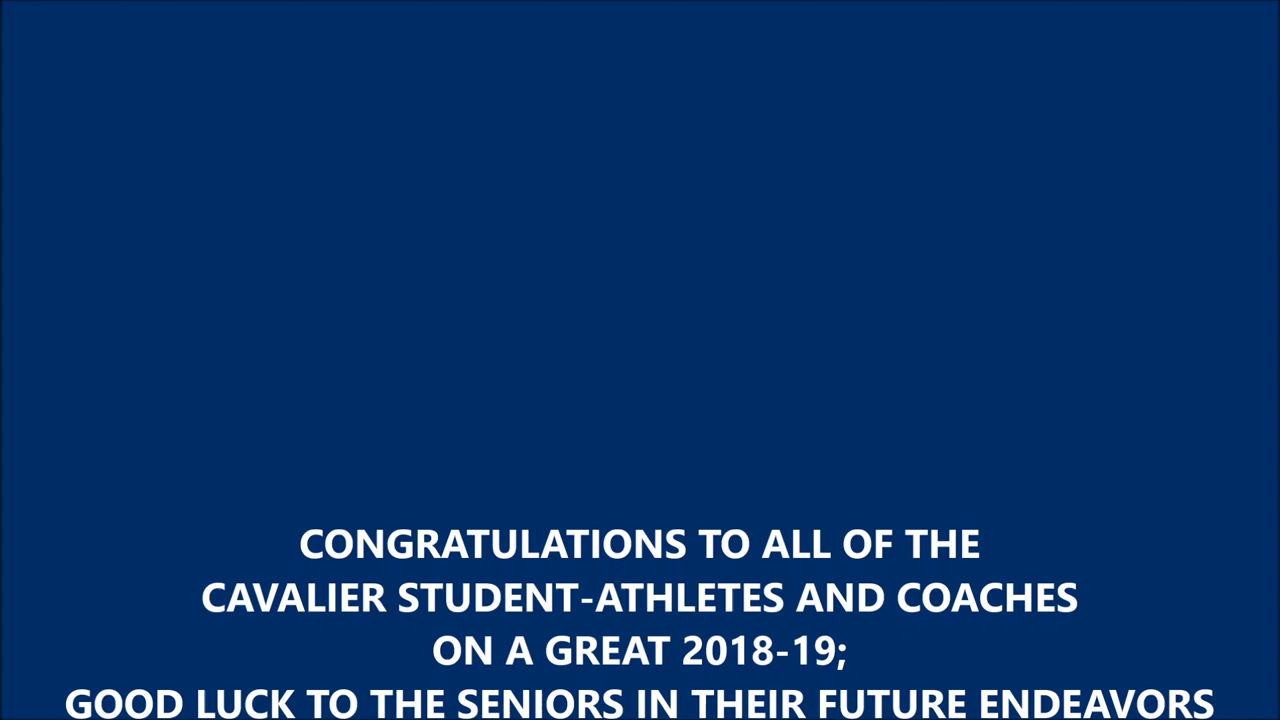 CONGRATULATIONS TO ALL OF THE
CAVALIER STUDENT-ATHLETES AND COACHES
ON A GREAT 2018-19;
GOOD LUCK TO THE SENIORS IN THEIR FUTURE ENDEAVORS